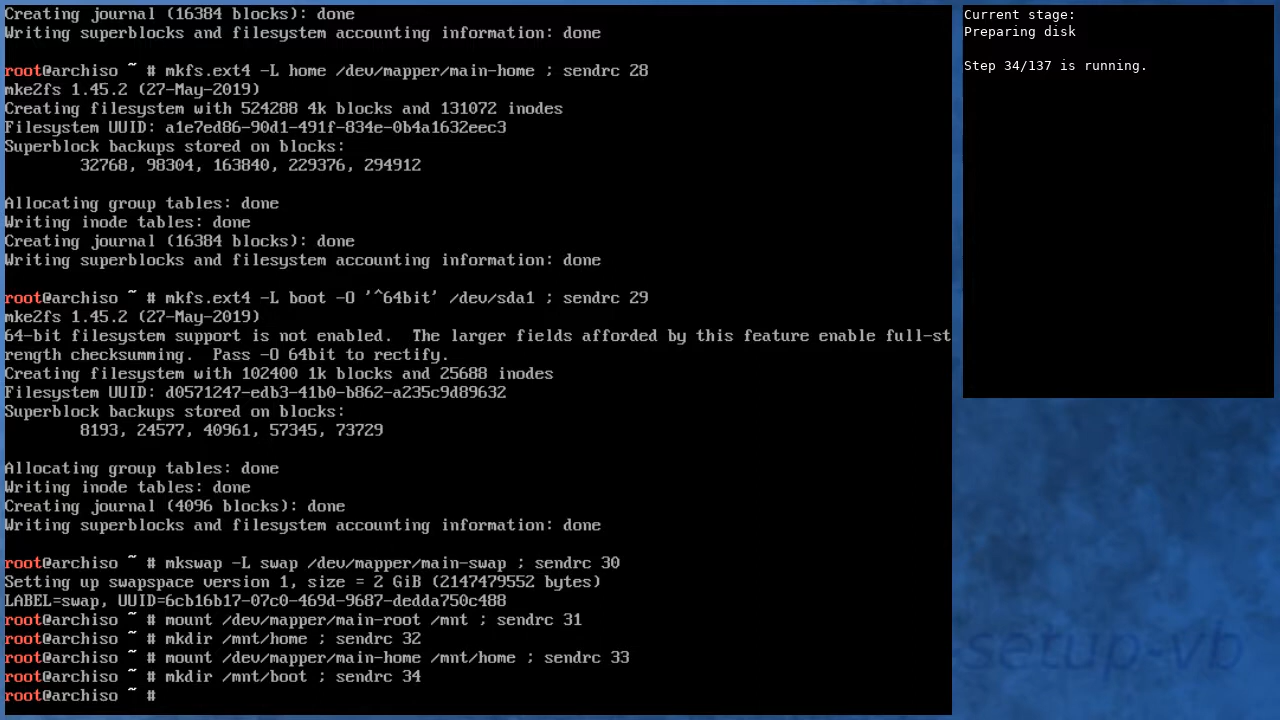 Creating journal (16384 blocks): done
Writing superblocks and filesystem accounting information: done
root@archiso ~ # mkfs.ext4 -L home /dev/mapper/main-home ; sendrc 28
mke2fs 1.45.2 (27-May-2019)
Creating filesystem with 524288 4k blocks and 131072 inodes
Filesystem UUID: a1e7ed86-90d1-491f-834e-0b4a1632eec3
Superblock backups stored on blocks:
        32768, 98304, 163840, 229376, 294912
Allocating group tables: done
Writing inode tables: done
Creating journal (16384 blocks): done
Writing superblocks and filesystem accounting information: done
root@archiso ~ # mkfs.ext4 -L boot -O '^64bit' /dev/sda1 ; sendrc 29
mke2fs 1.45.2 (27-May-2019)
64-bit filesystem support is not enabled.  The larger fields afforded by this feature enable full-st
rength checksumming.  Pass -O 64bit to rectify.
Creating filesystem with 102400 1k blocks and 25688 inodes
Filesystem UUID: d0571247-edb3-41b0-b862-a235c9d89632
Superblock backups stored on blocks:
        8193, 24577, 40961, 57345, 73729
Allocating group tables: done
Writing inode tables: done
Creating journal (4096 blocks): done
Writing superblocks and filesystem accounting information: done
root@archiso ~ # mkswap -L swap /dev/mapper/main-swap ; sendrc 30
Setting up swapspace version 1, size = 2 GiB (2147479552 bytes)
LABEL=swap, UUID=6cb16b17-07c0-469d-9687-dedda750c488
root@archiso ~ # mount /dev/mapper/main-root /mnt ; sendrc 31
root@archiso ~ # mkdir /mnt/home ; sendrc 32
root@archiso ~ # mount /dev/mapper/main-home /mnt/home ; sendrc 33
root@archiso ~ # mkdir /mnt/boot ; sendrc 34
root@archiso ~ #
Current stage:
Preparing disk
Step 34/137 is running.
setup-vb